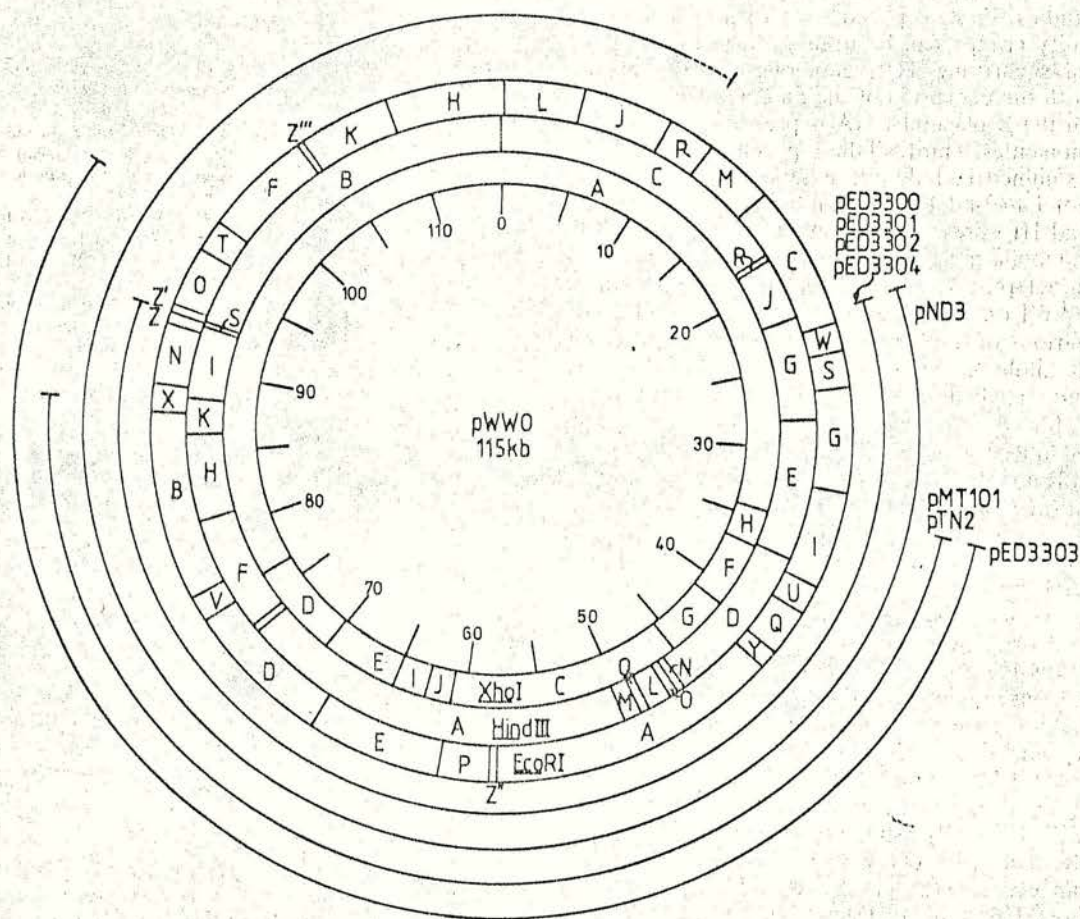 H
L
K
J
Z'''
R
B
C
M
F
A
T
0
110
10
pED3300
pED3301
pED3302
pED3304
O
R
C
100
J
pND3
Z'
Z
S
20
W
N
I
G
S
90
X
K
pWWO
115kb
30
G
H
E
B
80
pMT101
pTN2
H
I
pED3303
40
F
F
U
V
D
G
D
Q
70
Y
50
60
E
Q
N
I
J
XhoI
C
M
L
O
D
A
HindIII
A
E
P
EcoRI
Z''